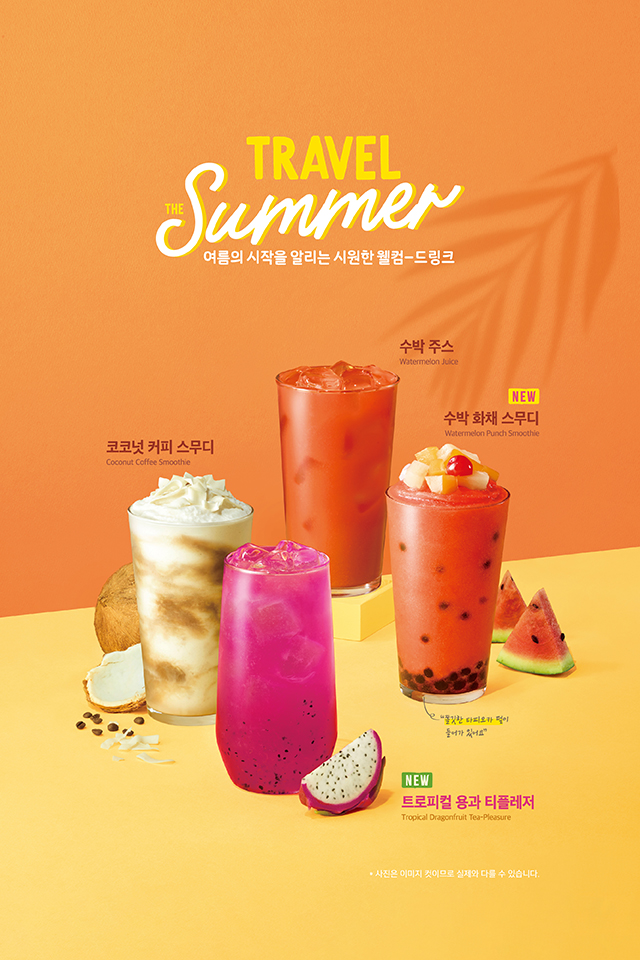 TRAVEL
THE Summer
여름의 시작을 알리는 시원한 웰컴-드링크
수박 주스
Watermelon Juice
NEW
수박 화채 스무디
Watermelon Punch Smoothie
코코넛 커피 스무디
Coconut Coffee Smoothie
"쫄깃한 타피오카 펄이
들어가 있어요"
NEW
트로피컬 용과 티플레저
Tropical Dragonfruit Tea-Pleasure
* 사진은 이미지 컷이므로 실제와 다를 수 있습니다.